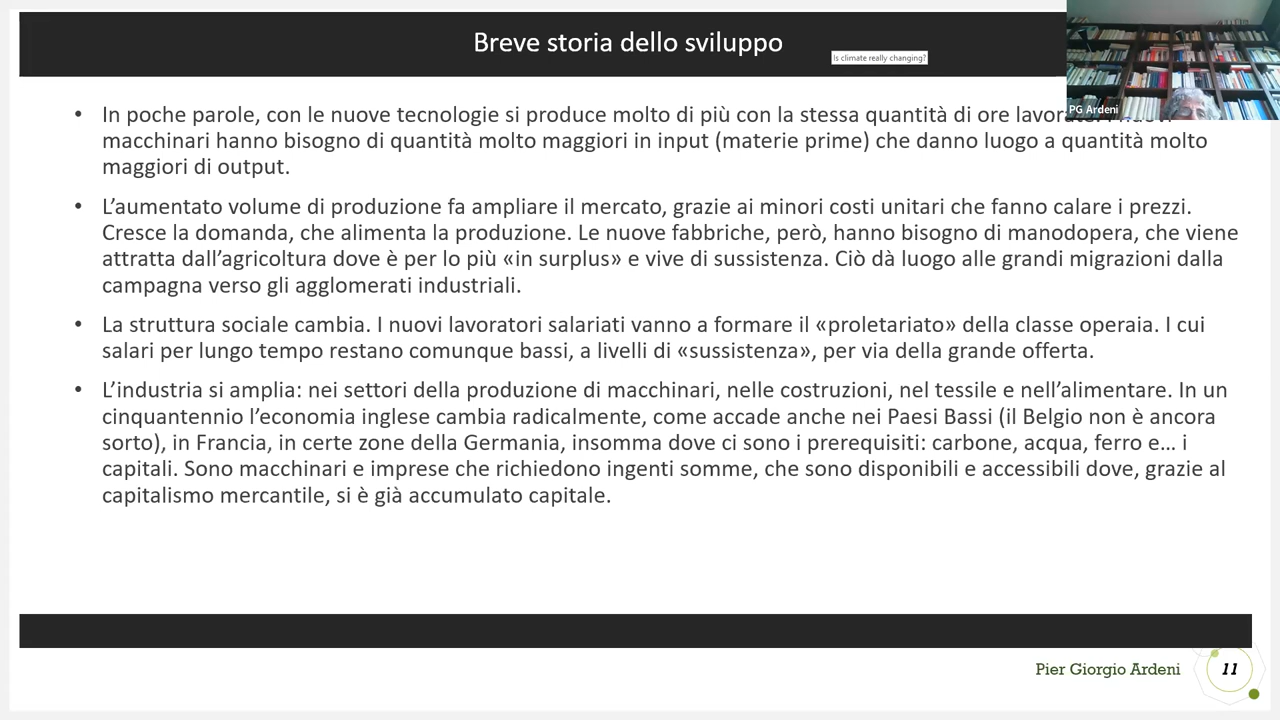 Breve storia dello sviluppo
Is climate really changing?
PG Ardeni
• In poche parole, con le nuove tecnologie si produce molto di più con la stessa quantità di ore
macchinari hanno bisogno di quantità molto maggiori in input (materie prime) che danno luogo a quantità molto
maggiori di output.
• L’aumentato volume di produzione fa ampliare il mercato, grazie ai minori costi unitari che fanno calare i prezzi.
Cresce la domanda, che alimenta la produzione. Le nuove fabbriche, però, hanno bisogno di manodopera, che viene
attratta dall’agricoltura dove è per lo più «in surplus» e vive di sussistenza. Ciò dà luogo alle grandi migrazioni dalla
campagna verso gli agglomerati industriali.
• La struttura sociale cambia. I nuovi lavoratori salariati vanno a formare il «proletariato» della classe operaia. I cui
salari per lungo tempo restano comunque bassi, a livelli di «sussistenza», per via della grande offerta.
• L’industria si amplia: nei settori della produzione di macchinari, nelle costruzioni, nel tessile e nell’alimentare. In un
cinquantennio l’economia inglese cambia radicalmente, come accade anche nei Paesi Bassi (il Belgio non è ancora
sorto), in Francia, in certe zone della Germania, insomma dove ci sono i prerequisiti: carbone, acqua, ferro e… i
capitali. Sono macchinari e imprese che richiedono ingenti somme, che sono disponibili e accessibili dove, grazie al
capitalismo mercantile, si è già accumulato capitale.
Pier Giorgio Ardeni
11